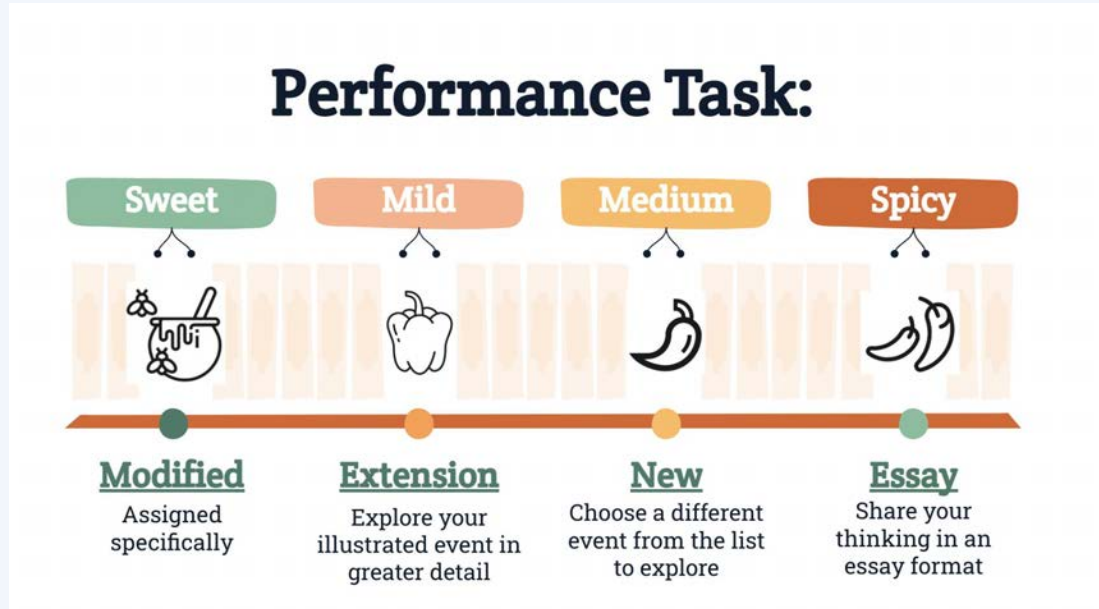 Performance Task:
Sweet
Mild
Medium
Spicy
Modified
Assigned
specifically
Extension
Explore your
illustrated event in
greater detail
New
Choose a different
event from the list
to explore
Essay
Share your
thinking in an
essay format